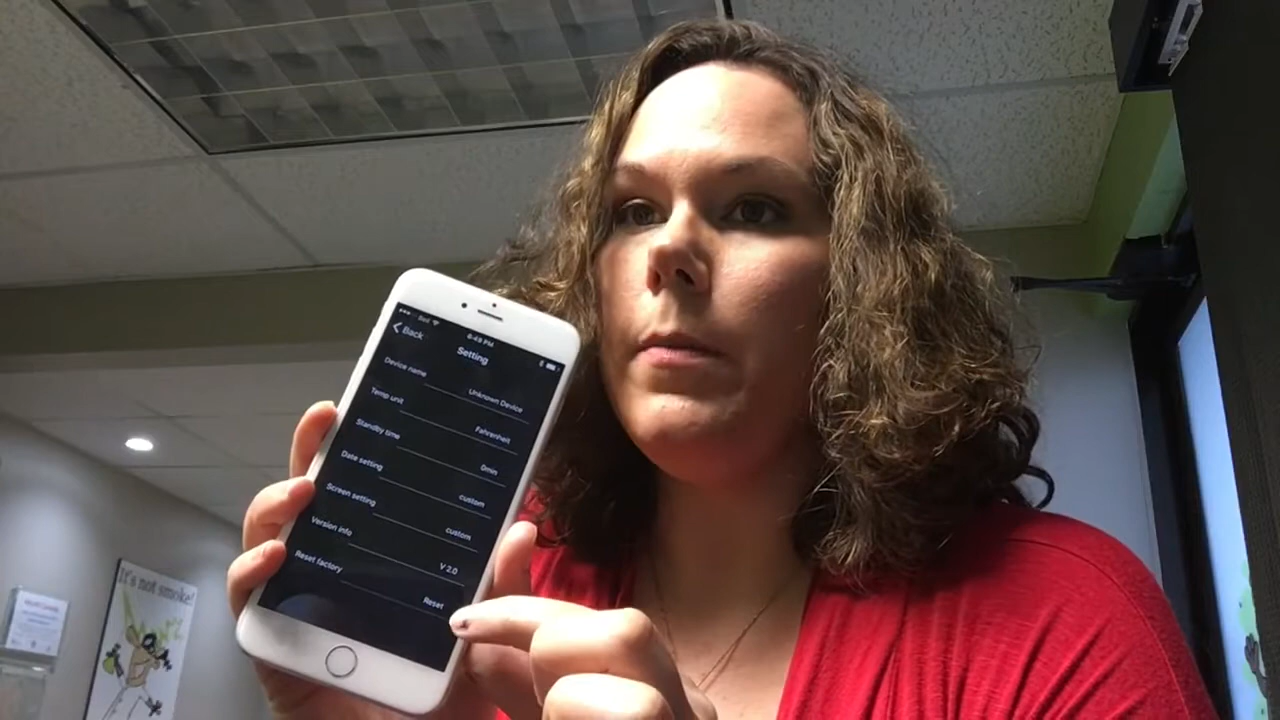 Bell
6:49 PM
Back
Setting
Device name Unknown Device
Temp unit Fahrenheit
Standby time 0min
Date setting custom
Screen setting custom
Version info V 2.0
Reset factory Reset
It's not smoke!